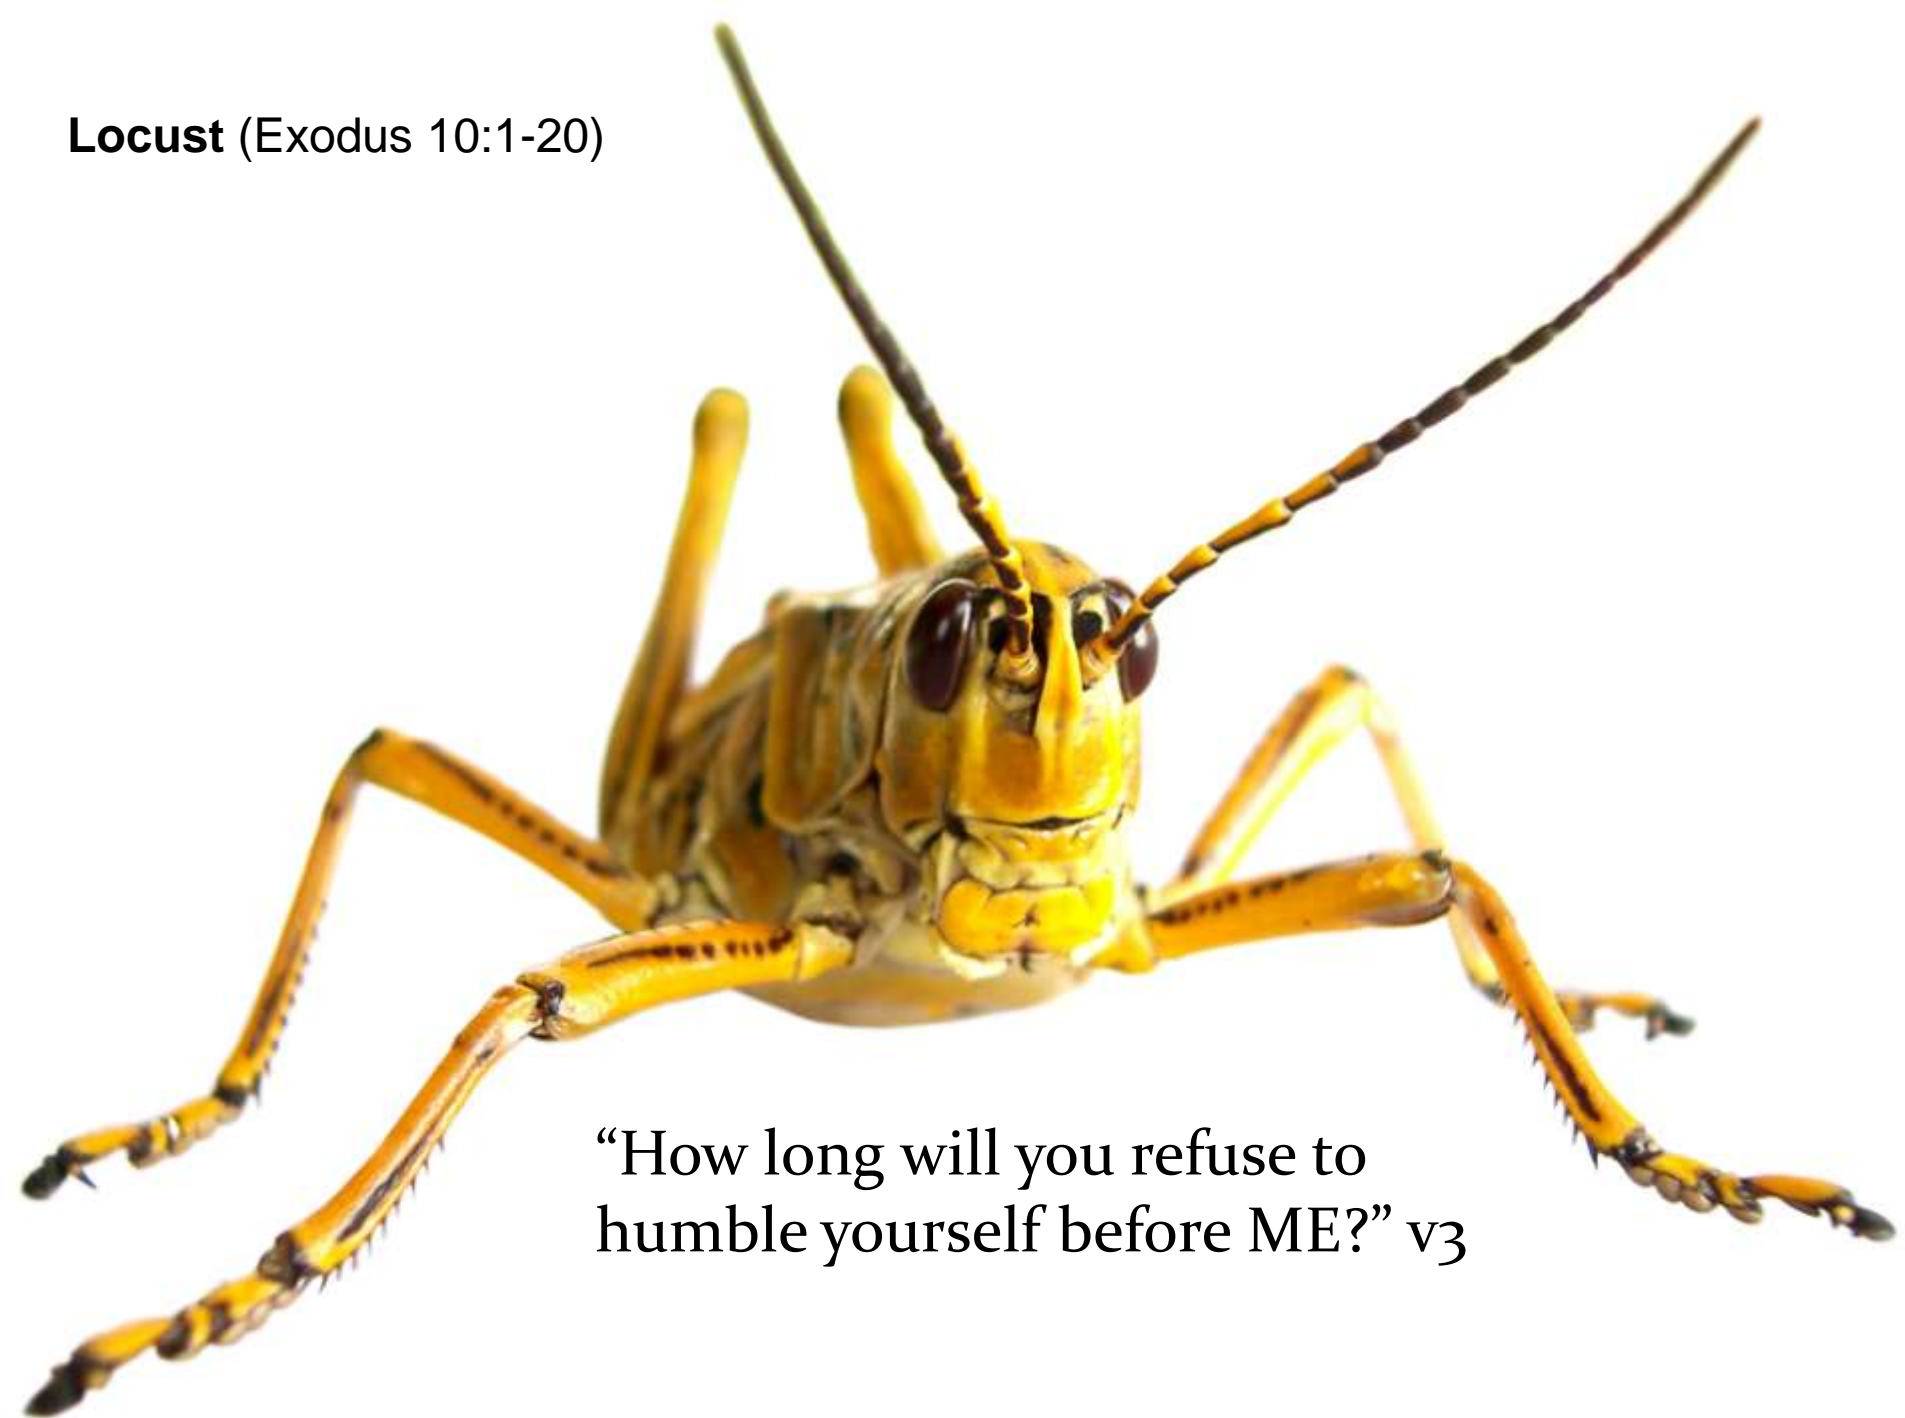 Locust (Exodus 10:1-20)
“How long will you refuse to
humble yourself before ME?” v3